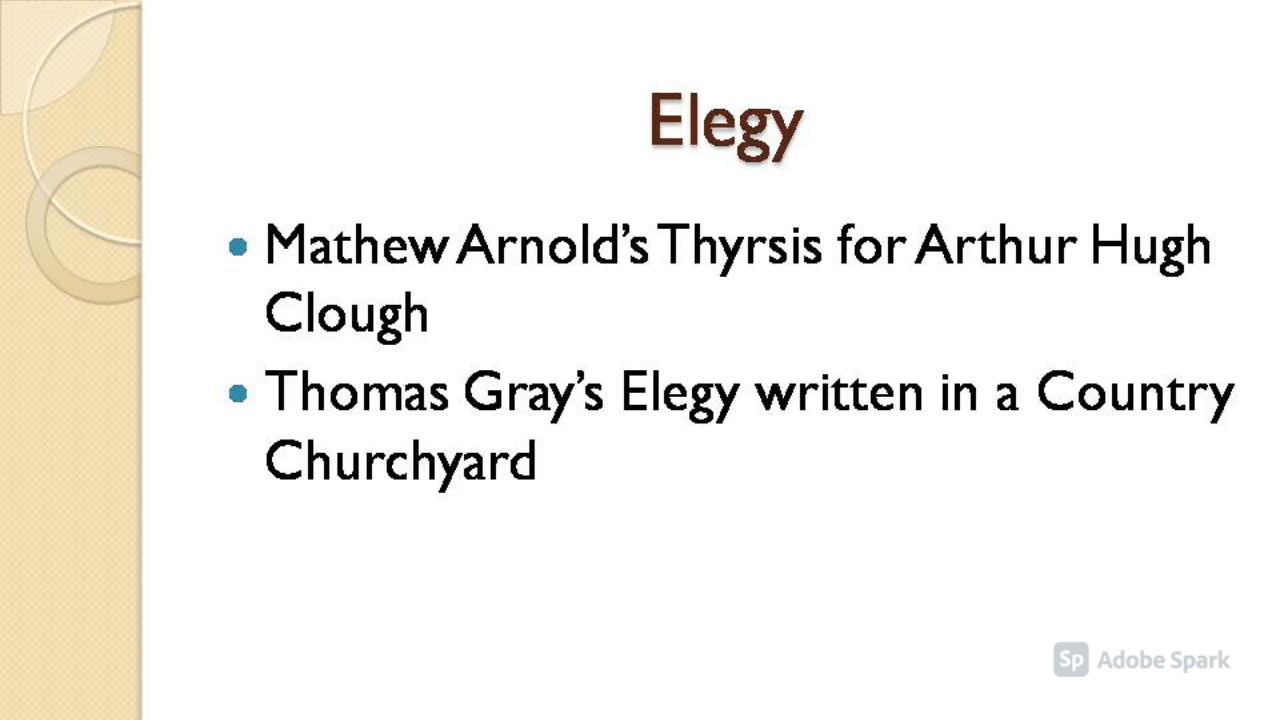 Elegy
• Mathew Arnold's Thyrsis for Arthur Hugh
Clough
• Thomas Gray's Elegy written in a Country
Churchyard
Sp Adobe Spark